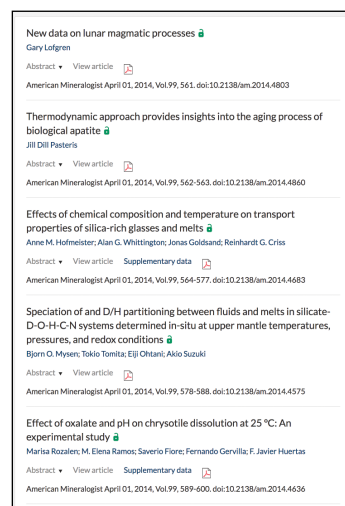 New data on lunar magmatic processes
Gary Lofgren
Abstract ▾ View article
American Mineralogist April 01, 2014, Vol.99, 561. doi:10.2138/am.2014.4803
Thermodynamic approach provides insights into the aging process of
biological apatite
Jill Dill Pasteris
Abstract ▾ View article
American Mineralogist April 01, 2014, Vol.99, 562-563. doi:10.2138/am.2014.4860
Effects of chemical composition and temperature on transport
properties of silica-rich glasses and melts
Anne M. Hofmeister; Alan G. Whittington; Jonas Goldsand; Reinhardt G. Criss
Abstract ▾ View article Supplementary data
American Mineralogist April 01, 2014, Vol.99, 564-577. doi:10.2138/am.2014.4683
Speciation of and D/H partitioning between fluids and melts in silicate-
D-O-H-C-N systems determined in-situ at upper mantle temperatures,
pressures, and redox conditions
Bjorn O. Mysen; Tokio Tomita; Eiji Ohtani; Akio Suzuki
Abstract ▾ View article
American Mineralogist April 01, 2014, Vol.99, 578-588. doi:10.2138/am.2014.4575
Effect of oxalate and pH on chrysotile dissolution at 25 °C: An
experimental study
Marisa Rozalen; M. Elena Ramos; Saverio Fiore; Fernando Gervilla; F. Javier Huertas
Abstract ▾ View article Supplementary data
American Mineralogist April 01, 2014, Vol.99, 589-600. doi:10.2138/am.2014.4636